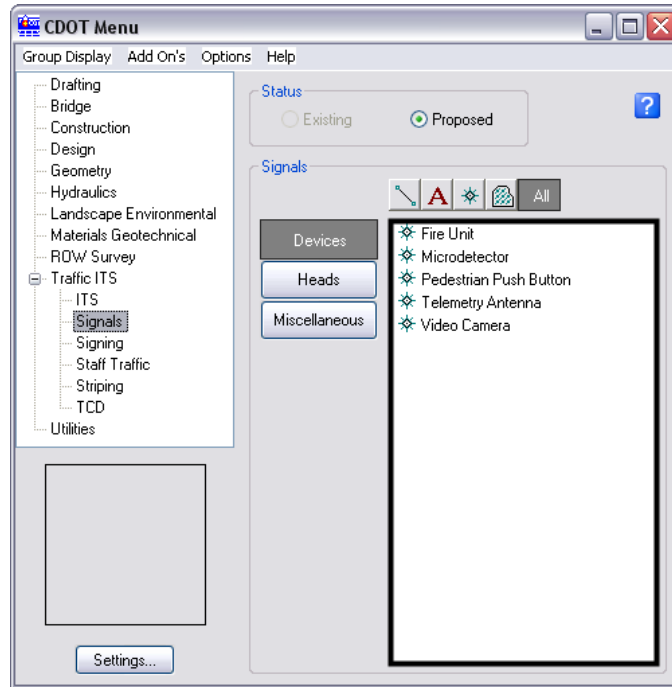 CDOT Menu
Group Display Add On's Options Help
Drafting
Bridge
Construction
Design
Geometry
Hydraulics
Landscape Environmental
Materials Geotechnical
ROW Survey
Traffic ITS
ITS
Signals
Signing
Staff Traffic
Striping
TCD
Utilities
Settings...
Status
Existing Proposed
?
Signals
A All
Devices
Heads
Miscellaneous
Fire Unit
Microdetector
Pedestrian Push Button
Telemetry Antenna
Video Camera